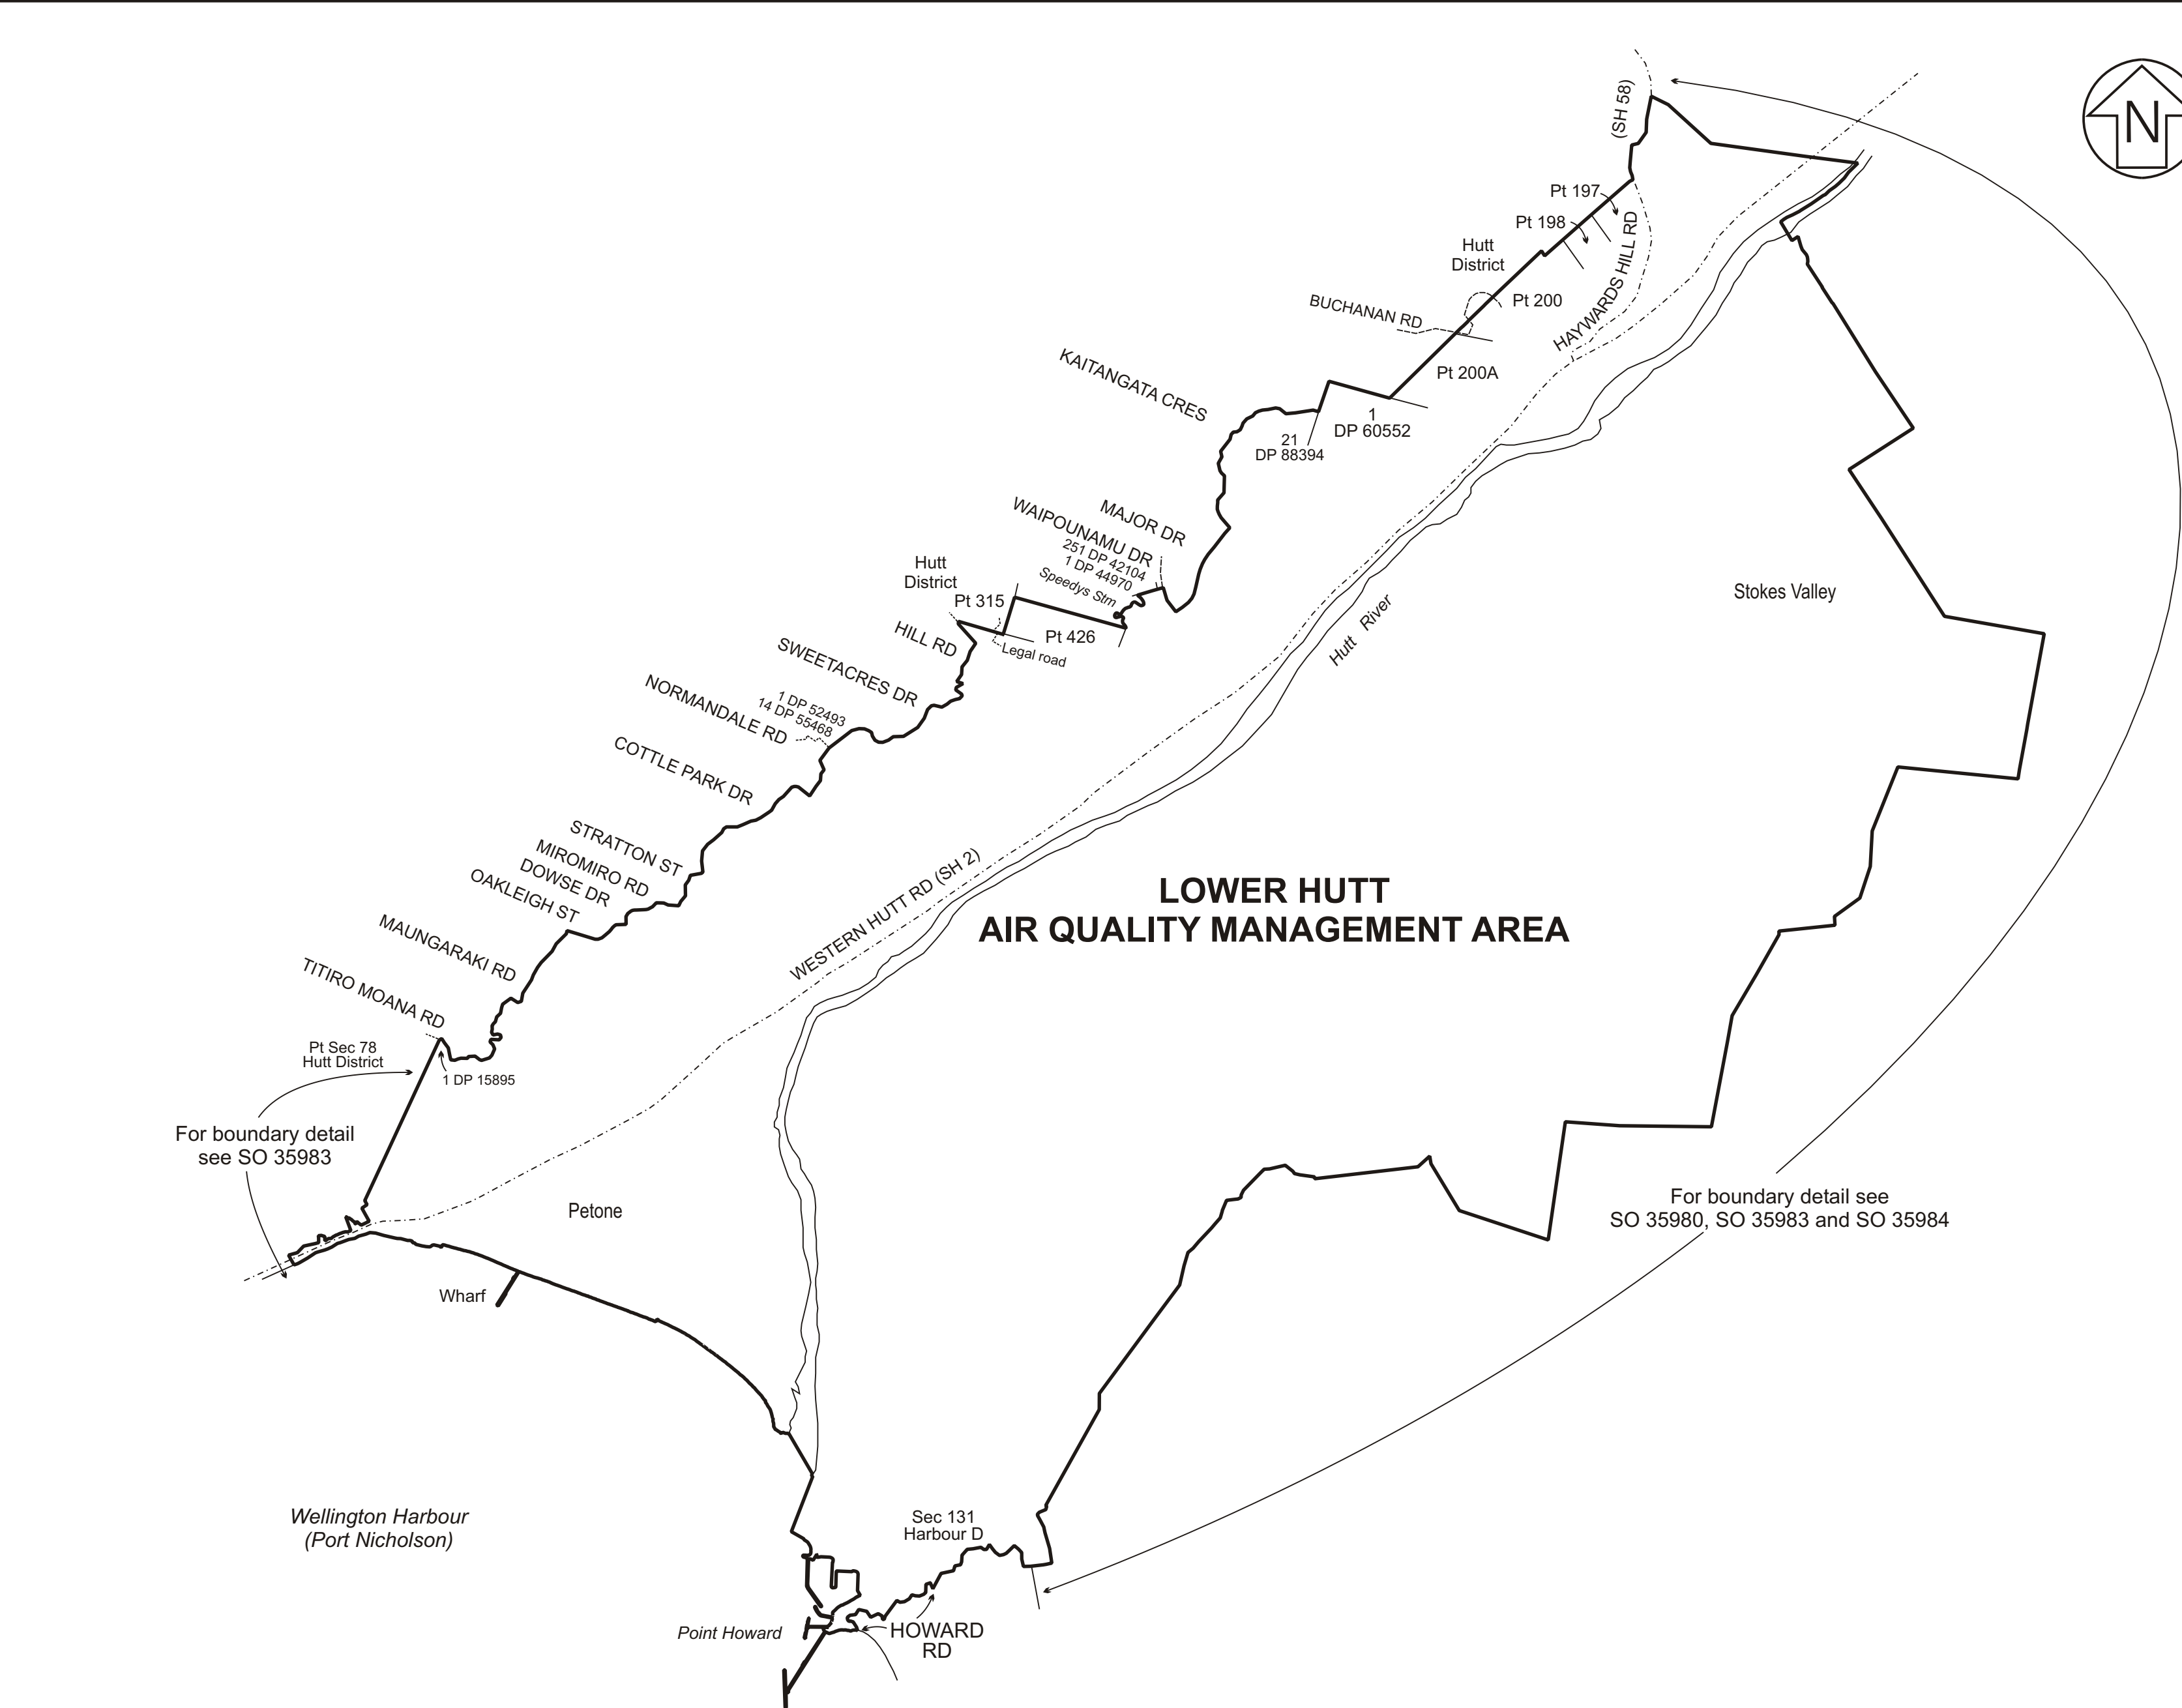 N
(SH 58)
Pt 197
Pt 198
HAYWARDS HILL RD
Hutt
District
Pt 200
BUCHANAN RD
Pt 200A
KAITANGATA CRES
1
DP 60552
21
DP 88394
MAJOR DR
WAIPOUNAMU DR
251 DP 42104
1 DP 44970
Speedys Stm
Hutt
District
Pt 315
Pt 426
Legal road
HILL RD
SWEETACRES DR
1 DP 52493
14 DP 55468
NORMANDALE RD
COTTLE PARK DR
STRATTON ST
MIROMIRO RD
DOWSE DR
OAKLEIGH ST
MAUNGARAKI RD
TITIRO MOANA RD
Hutt River
Stokes Valley
WESTERN HUTT RD (SH 2)
LOWER HUTT
AIR QUALITY MANAGEMENT AREA
Pt Sec 78
Hutt District
1 DP 15895
For boundary detail
see SO 35983
Petone
For boundary detail see
SO 35980, SO 35983 and SO 35984
Wharf
Wellington Harbour
(Port Nicholson)
Sec 131
Harbour D
Point Howard
HOWARD
RD